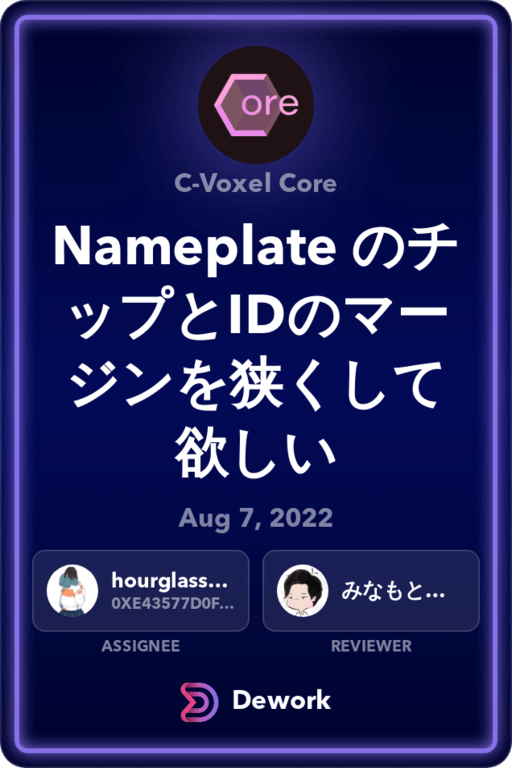 ore
C-Voxel Core
Nameplate のチ
ップとIDのマー
ジンを狭くして
欲しい
Aug 7, 2022
hourglass...
0XE43577D0F...
みなもと...
ASSIGNEE
REVIEWER
Dework